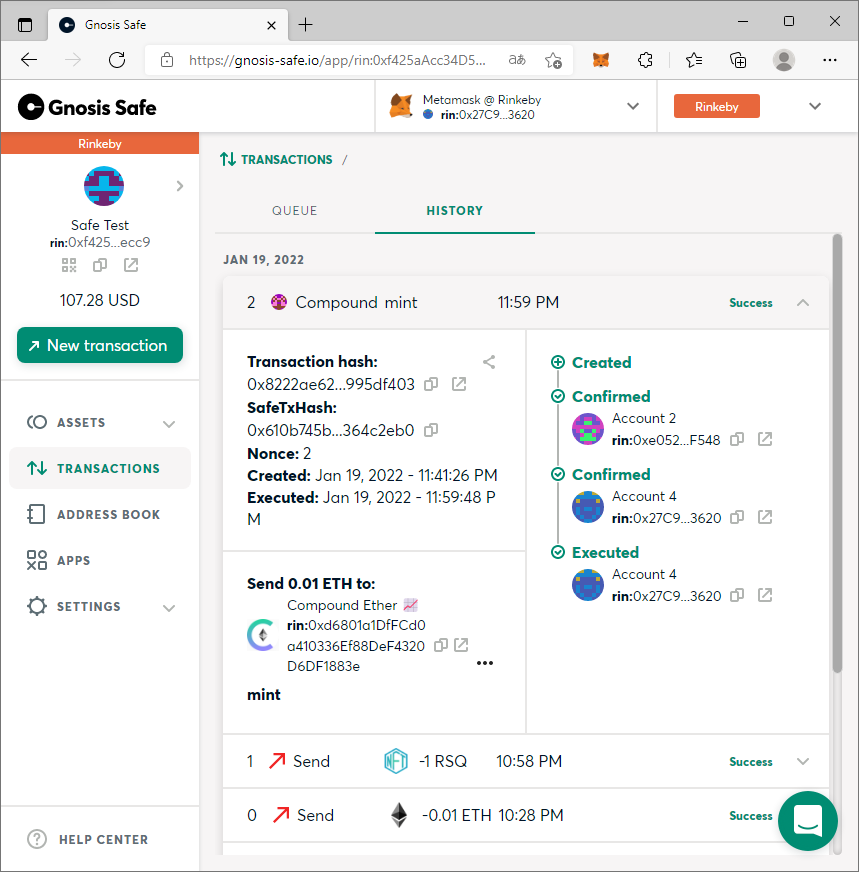 Gnosis Safe
https://gnosis-safe.io/app/rin:0xf425aAcc34D5...
aあ
Gnosis Safe
Metamask @ Rinkeby
rin:0x27C9...3620
Rinkeby
Rinkeby
Safe Test
rin:0xf425...ecc9
107.28 USD
New transaction
ASSETS
TRANSACTIONS
ADDRESS BOOK
APPS
SETTINGS
HELP CENTER
TRANSACTIONS /
QUEUE HISTORY
JAN 19, 2022
2 Compound mint 11:59 PM Success
Transaction hash:
0x8222ae62...995df403
SafeTxHash:
0x610b745b...364c2eb0
Nonce: 2
Created: Jan 19, 2022 - 11:41:26 PM
Executed: Jan 19, 2022 - 11:59:48 P
M
Send 0.01 ETH to:
Compound Ether 📈
rin:0xd6801a1DfFCd0
a410336Ef88DeF4320
D6DF1883e
mint
Created
Confirmed
Account 2
rin:0xe052...F548
Confirmed
Account 4
rin:0x27C9...3620
Executed
Account 4
rin:0x27C9...3620
1 Send NFT -1 RSQ 10:58 PM Success
0 Send -0.01 ETH 10:28 PM Success